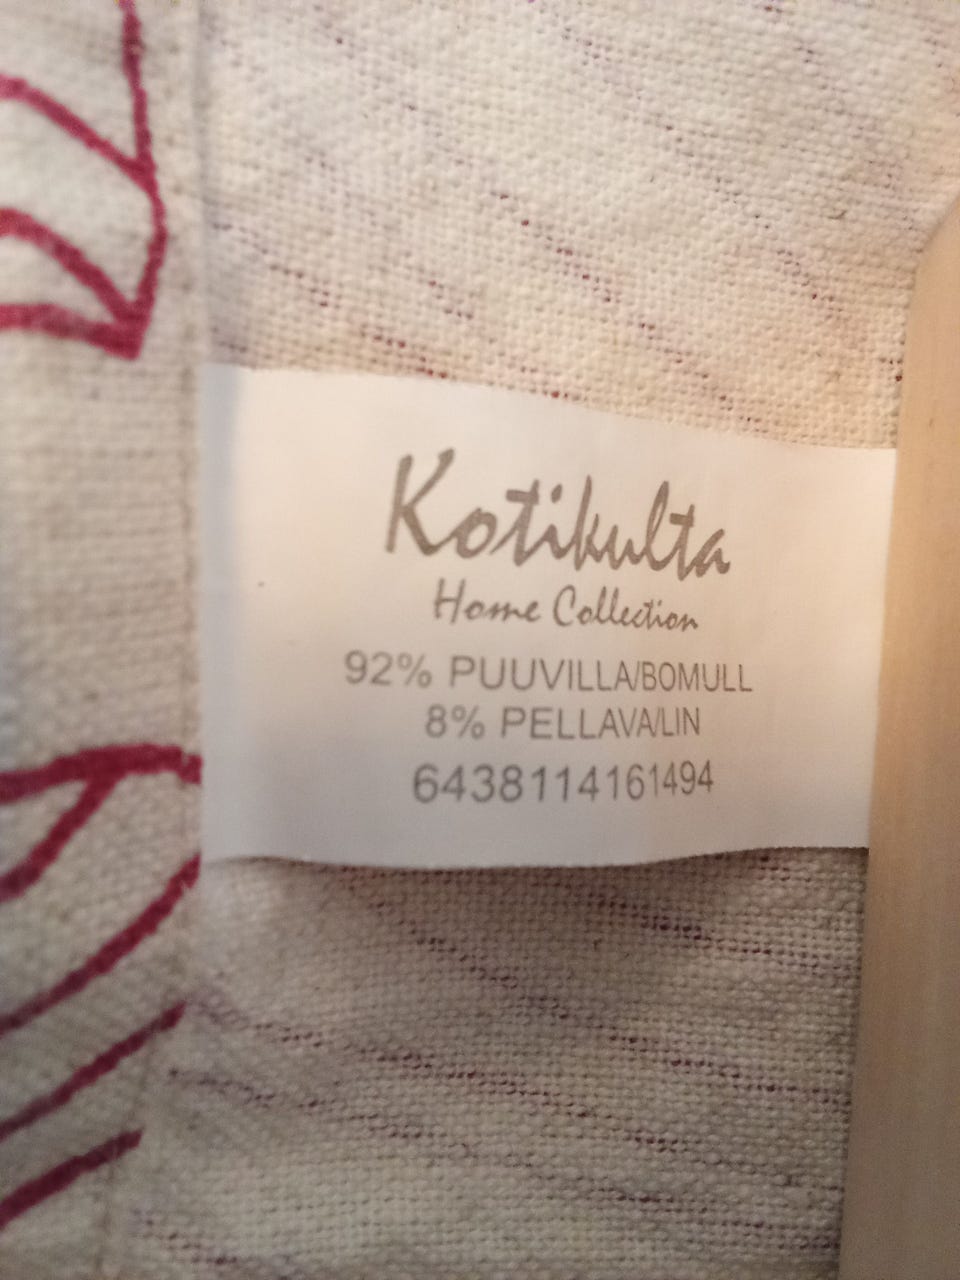 Kotikulta
Home Collection
92% PUUVILLA/BOMULL
8% PELLAVA/LIN
6438114161494